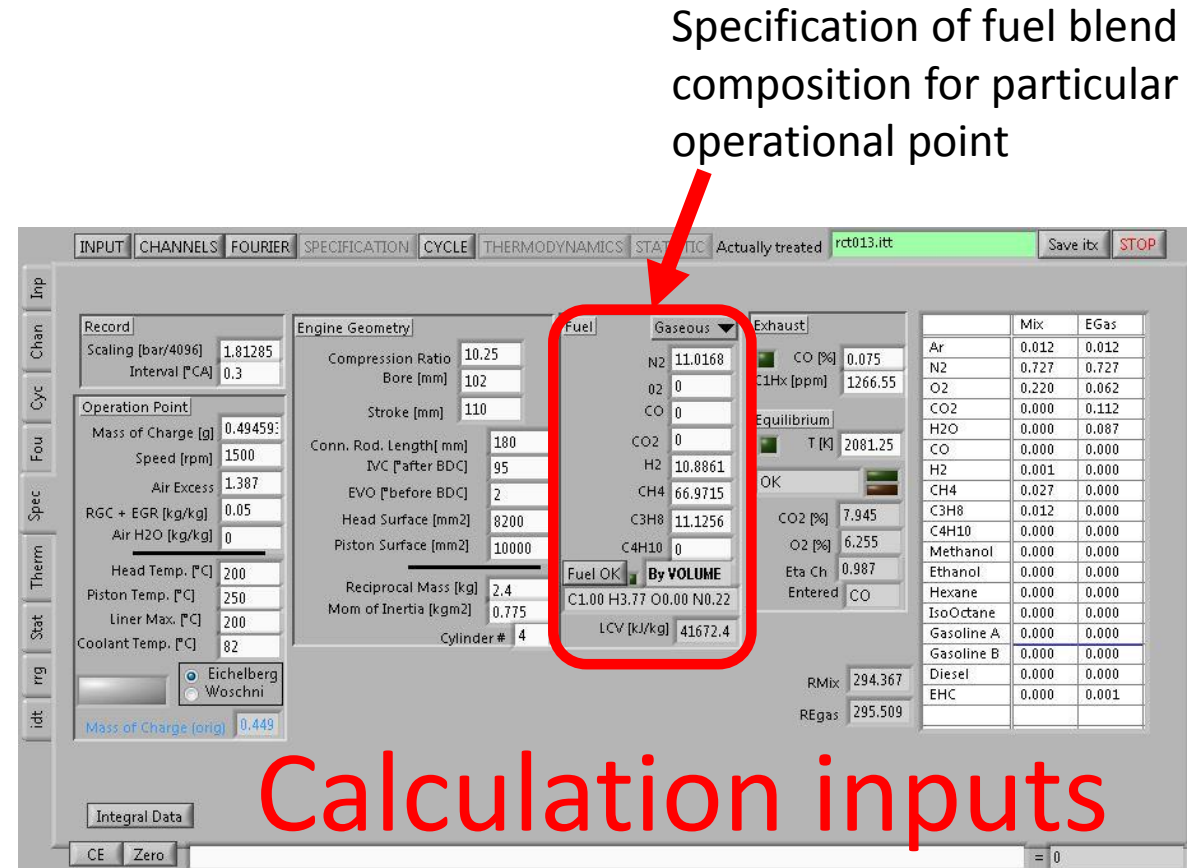 Specification of fuel blend
composition for particular
operational point
INPUT CHANNELS FOURIER SPECIFICATION CYCLE THERMODYNAMICS STATISTIC Actually treated rct013.itt Save itx STOP
Inp
Chan
Cyc
Fou
Spec
Therm
Stat
rrg
idt
Record
Scaling [bar/4096] 1.81285
Interval [°CA] 0.3
Operation Point
Mass of Charge [g] 0.494593
Speed [rpm] 1500
Air Excess 1.387
RGC + EGR [kg/kg] 0.05
Air H2O [kg/kg] 0
Head Temp. [°C] 200
Piston Temp. [°C] 250
Liner Max. [°C] 200
Coolant Temp. [°C] 82
Eichelberg
Woschni
Mass of Charge (orig) 0.449
Engine Geometry
Compression Ratio 10.25
Bore [mm] 102
Stroke [mm] 110
Conn. Rod. Length[ mm] 180
IVC [°after BDC] 95
EVO [°before BDC] 2
Head Surface [mm2] 8200
Piston Surface [mm2] 10000
Reciprocal Mass [kg] 2.4
Mom of Inertia [kgm2] 0.775
Cylinder # 4
Fuel Gaseous
N2 11.0168
02 0
CO 0
CO2 0
H2 10.8861
CH4 66.9715
C3H8 11.1256
C4H10 0
Fuel OK By VOLUME
C1.00 H3.77 O0.00 N0.22
LCV [kJ/kg] 41672.4
Exhaust
CO [%] 0.075
C1Hx [ppm] 1266.55
Equilibrium
T [K] 2081.25
OK
CO2 [%] 7.945
O2 [%] 6.255
Eta Ch 0.987
Entered CO
RMix 294.367
REgas 295.509
Mix EGas
Ar 0.012 0.012
N2 0.727 0.727
O2 0.220 0.062
CO2 0.000 0.112
H2O 0.000 0.087
CO 0.000 0.000
H2 0.001 0.000
CH4 0.027 0.000
C3H8 0.012 0.000
C4H10 0.000 0.000
Methanol 0.000 0.000
Ethanol 0.000 0.000
Hexane 0.000 0.000
IsoOctane 0.000 0.000
Gasoline A 0.000 0.000
Gasoline B 0.000 0.000
Diesel 0.000 0.000
EHC 0.000 0.001
Calculation inputs
Integral Data
CE Zero = 0